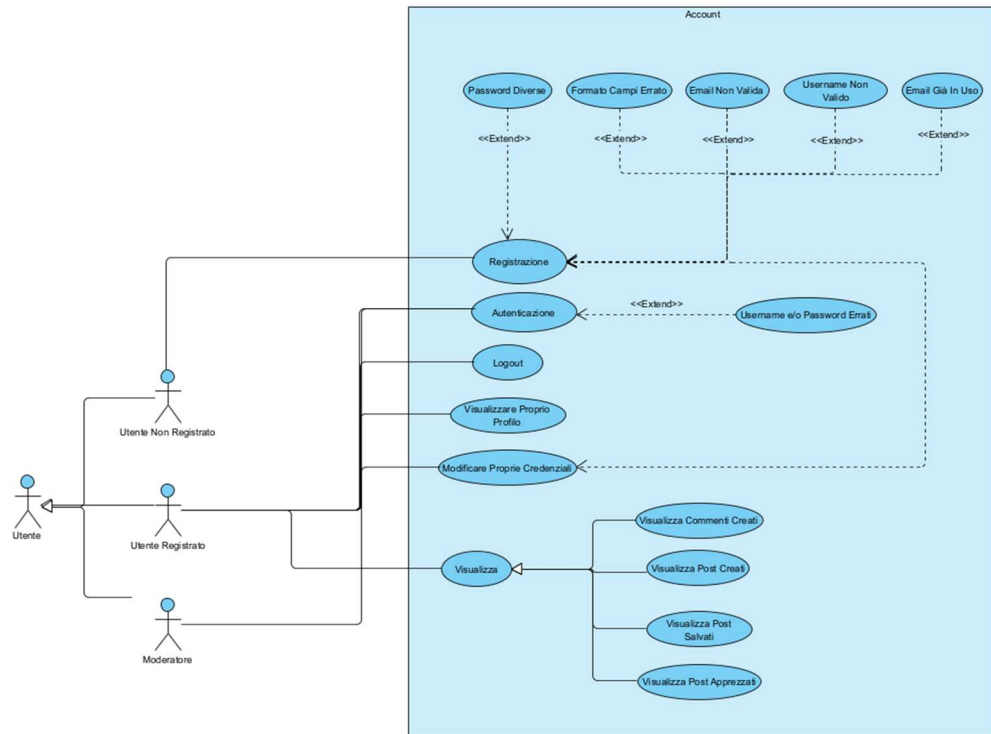 Account
Password Diverse
Formato Campi Errato
Email Non Valida
Username Non
Valido
Email Già In Uso
<<Extend>>
<<Extend>>
<<Extend>>
<<Extend>>
<<Extend>>
Registrazione
<<Extend>>
Autenticazione
Username e/o Password Errati
Logout
Visualizzare Proprio
Profilo
Utente Non Registrato
Modificare Proprie Credenziali
Utente
Utente Registrato
Visualizza Commenti Creati
Visualizza
Visualizza Post Creati
Visualizza Post
Salvati
Moderatore
Visualizza Post Apprezzati